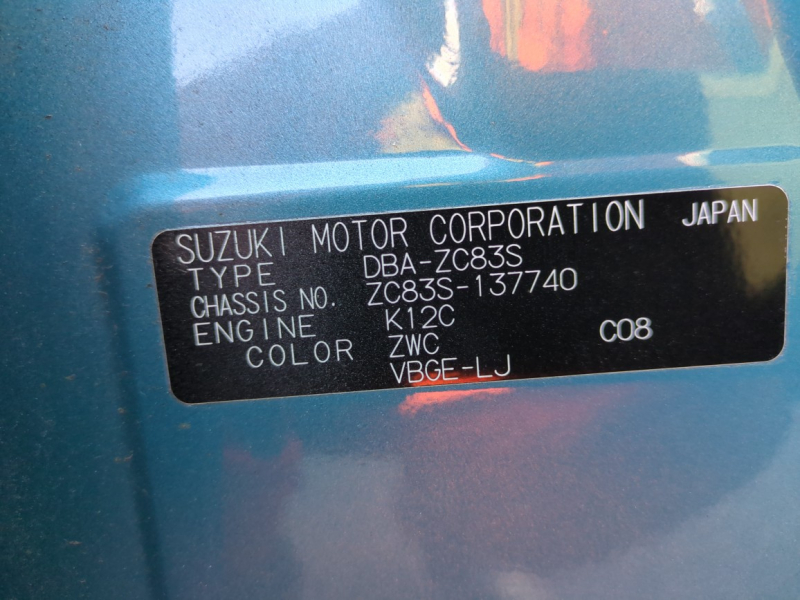 SUZUKI MOTOR CORPORATION JAPAN
TYPE DBA-ZC83S
CHASSIS NO. ZC83S-137740
ENGINE K12C C08
COLOR ZWC
VBGE-LJ